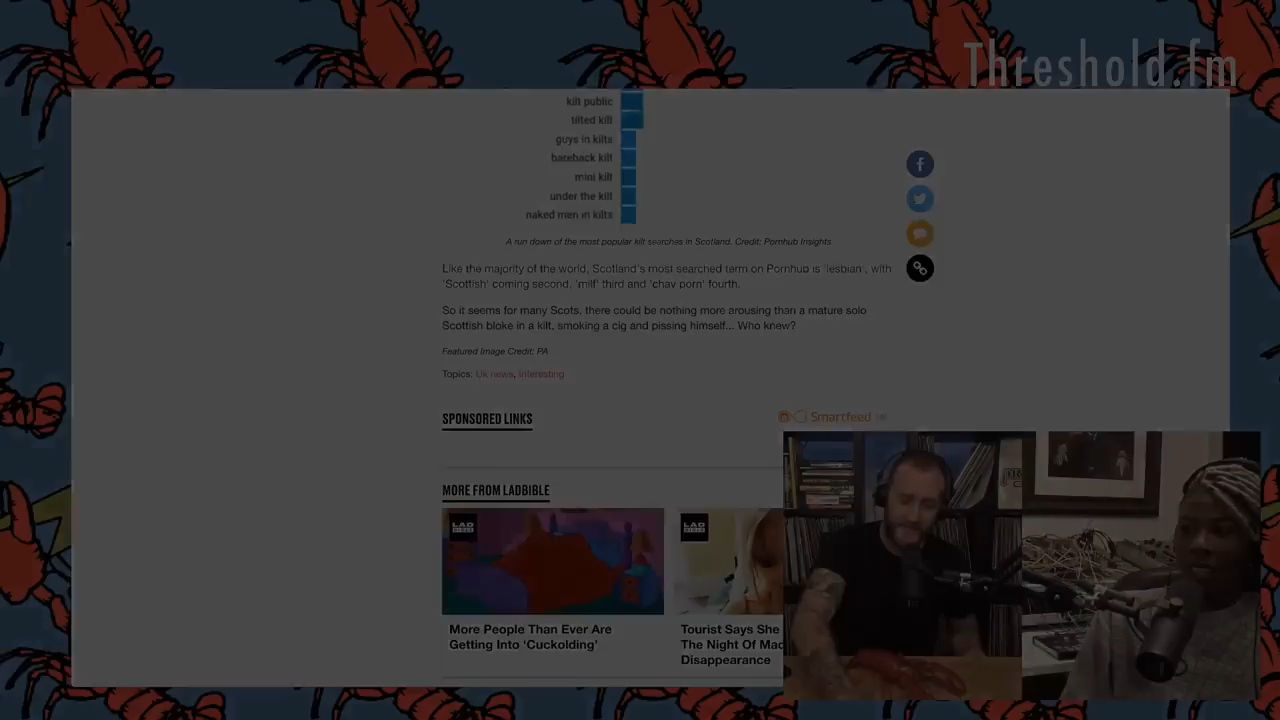 Threshold.fm
kilt public
tilted kilt
guys in kilts
bareback kilt
mini kilt
under the kilt
naked men in kilts
A run down of the most popular kilt searches in Scotland. Credit: Pornhub Insights
Like the majority of the world, Scotland's most searched term on Pornhub is 'lesbian', with
'Scottish' coming second, 'milf' third and 'chav porn' fourth.
So it seems for many Scots, there could be nothing more arousing than a mature solo
Scottish bloke in a kilt, smoking a cig and pissing himself... Who knew?
Featured Image Credit: PA
Topics: Uk news, Interesting
SPONSORED LINKS
Smartfeed
MORE FROM LADBIBLE
LAD
BIBLE
LAD
BIBLE
More People Than Ever Are
Getting Into 'Cuckolding'
Tourist Says She
The Night Of Mad
Disappearance